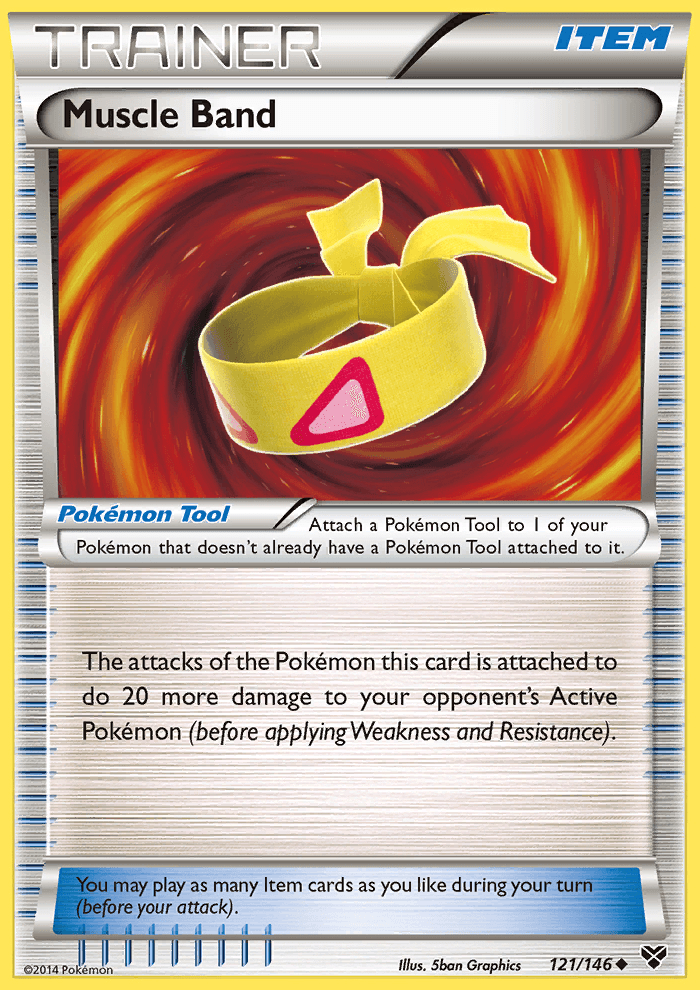 TRAINER
ITEM
Muscle Band
Pokémon Tool
Attach a Pokémon Tool to 1 of your
Pokémon that doesn't already have a Pokémon Tool attached to it.
The attacks of the Pokémon this card is attached to
do 20 more damage to your opponent's Active
Pokémon (before applying Weakness and Resistance).
You may play as many Item cards as you like during your turn
(before your attack).
©2014 Pokémon
Illus. 5ban Graphics
121/146